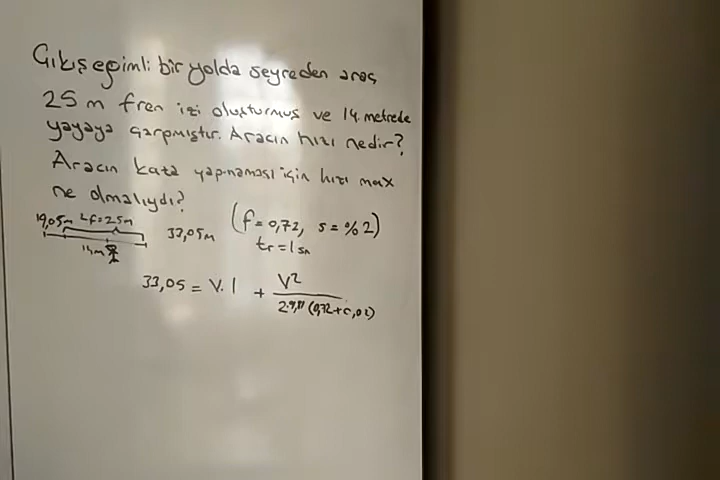 Çıkış eğimli bir yolda seyreden araç
25 m fren izi oluşturmuş ve 14. metrede
yayaya çarpmıştır. Aracın hızı nedir?
Aracın kaza yapmaması için hızı max
ne olmalıydı?
19,05m Lf=25m 33,05m (f=0,72, s=%2)
14m tr=1sn
33,05 = V.1 + V²
2.9,81 (0,72+0,02)